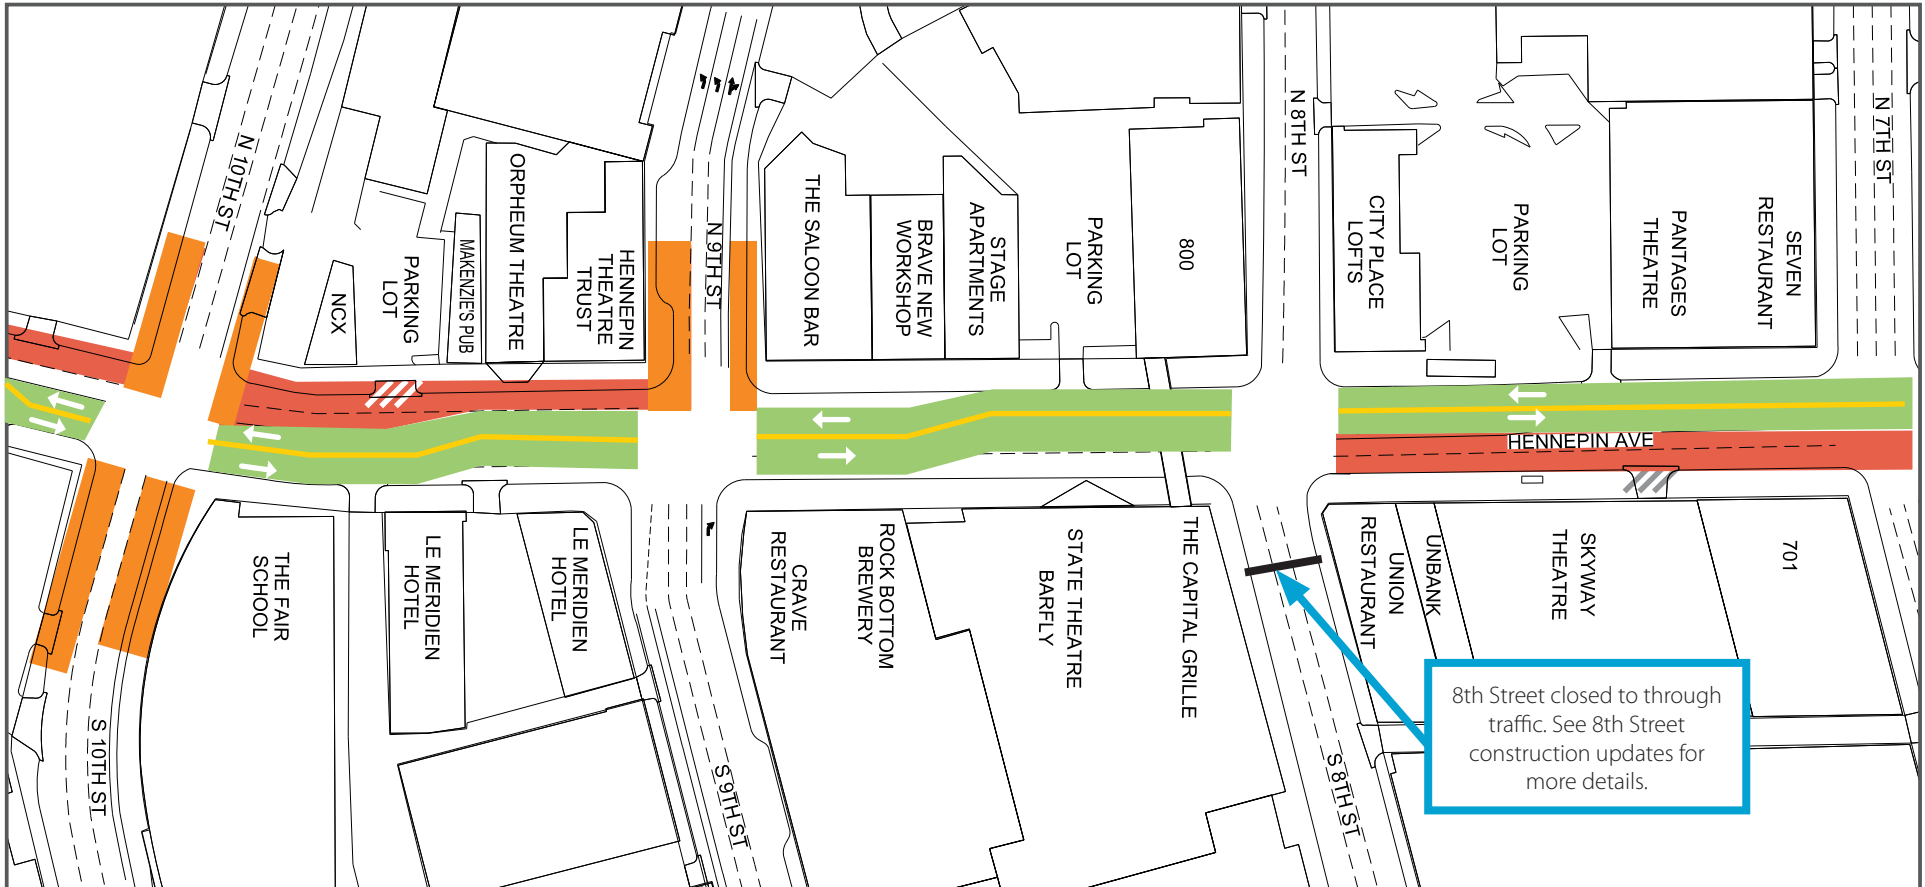 N 10TH ST
NCX
PARKING
LOT
MAKENZIE'S PUB
ORPHEUM THEATRE
HENNEPIN
THEATRE
TRUST
N 9TH ST
THE SALOON BAR
BRAVE NEW
WORKSHOP
STAGE
APARTMENTS
PARKING
LOT
800
N 8TH ST
CITY PLACE
LOFTS
PARKING
LOT
PANTAGES
THEATRE
SEVEN
RESTAURANT
N 7TH ST
HENNEPIN AVE
S 10TH ST
THE FAIR
SCHOOL
LE MERIDIEN
HOTEL
LE MERIDIEN
HOTEL
S 9TH ST
CRAVE
RESTAURANT
ROCK BOTTOM
BREWERY
STATE THEATRE
BARFLY
THE CAPITAL GRILLE
S 8TH ST
UNION
RESTAURANT
UNBANK
SKYWAY
THEATRE
701
8th Street closed to through
traffic. See 8th Street
construction updates for
more details.